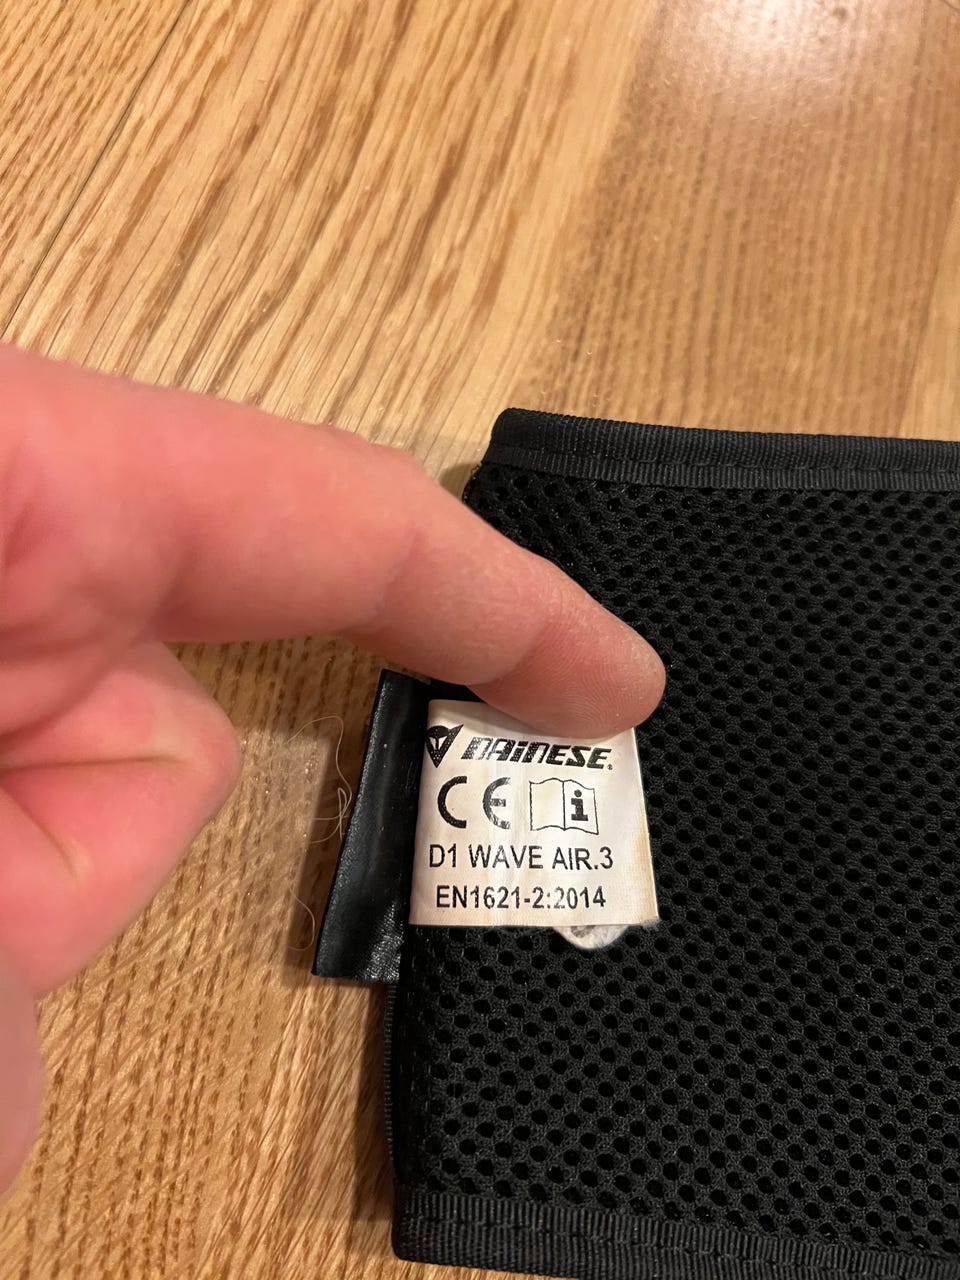 DAINESE.
CE i
D1 WAVE AIR.3
EN1621-2:2014